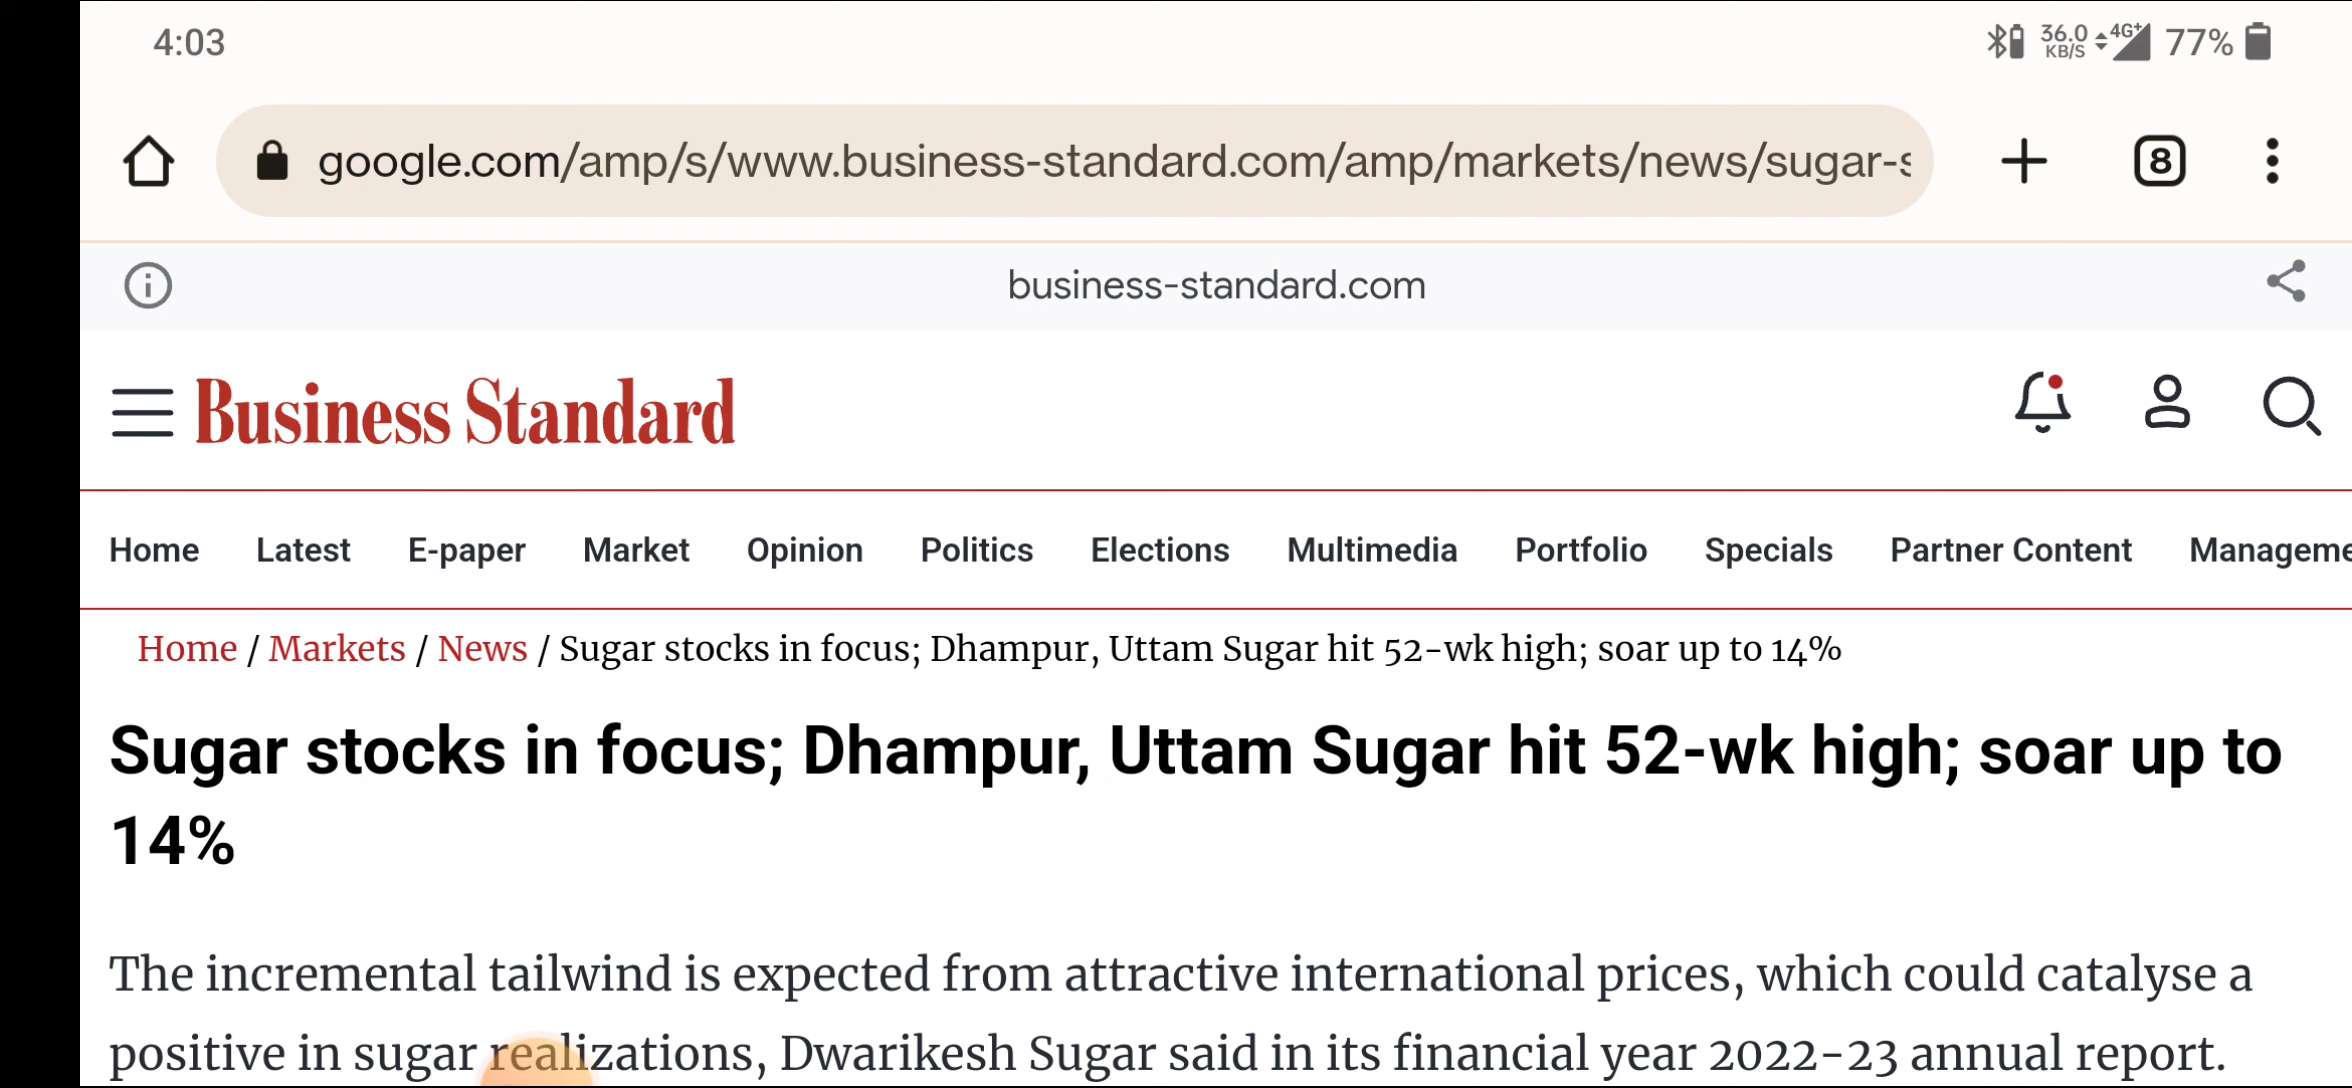 4:03
36.0 KB/S 4G+ 77%
google.com/amp/s/www.business-standard.com/amp/markets/news/sugar-s
8
business-standard.com
Business Standard
Home Latest E-paper Market Opinion Politics Elections Multimedia Portfolio Specials Partner Content Manageme
Home / Markets / News / Sugar stocks in focus; Dhampur, Uttam Sugar hit 52-wk high; soar up to 14%
Sugar stocks in focus; Dhampur, Uttam Sugar hit 52-wk high; soar up to
14%
The incremental tailwind is expected from attractive international prices, which could catalyse a
positive in sugar realizations, Dwarikesh Sugar said in its financial year 2022-23 annual report.